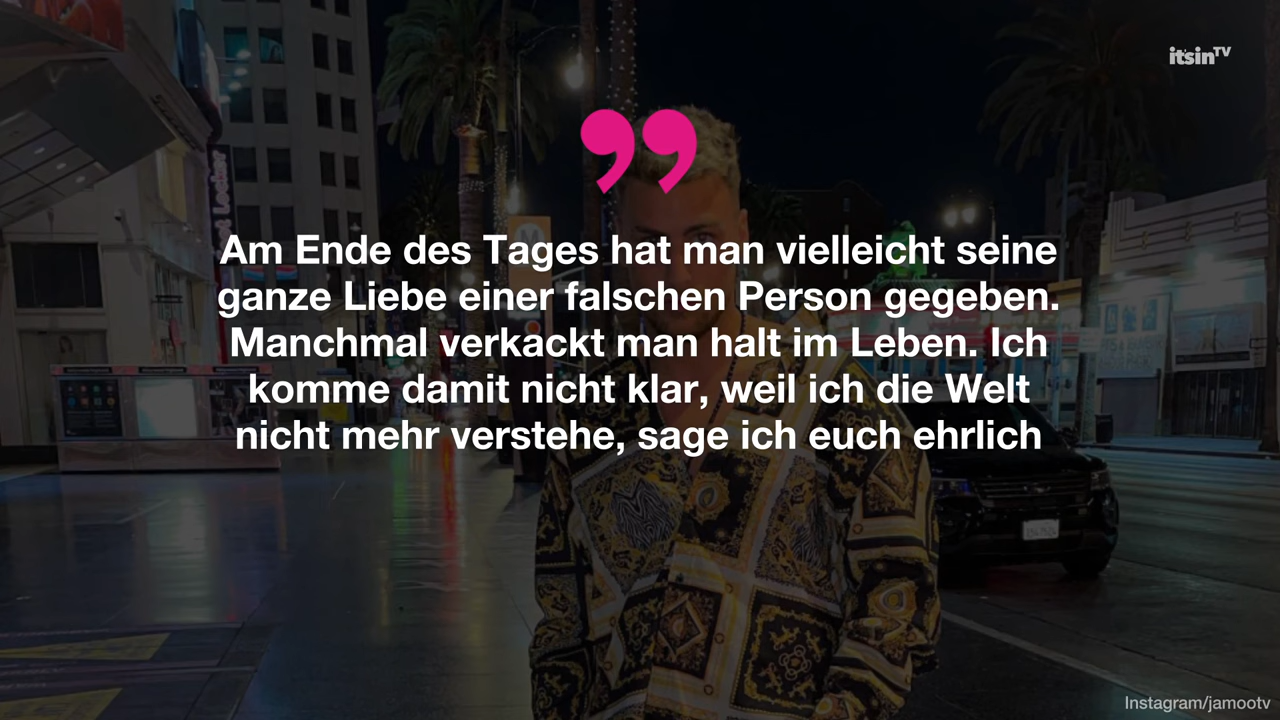 itsinTV
Am Ende des Tages hat man vielleicht seine
ganze Liebe einer falschen Person gegeben.
Manchmal verkackt man halt im Leben. Ich
komme damit nicht klar, weil ich die Welt
nicht mehr verstehe, sage ich euch ehrlich
Instagram/jamootv